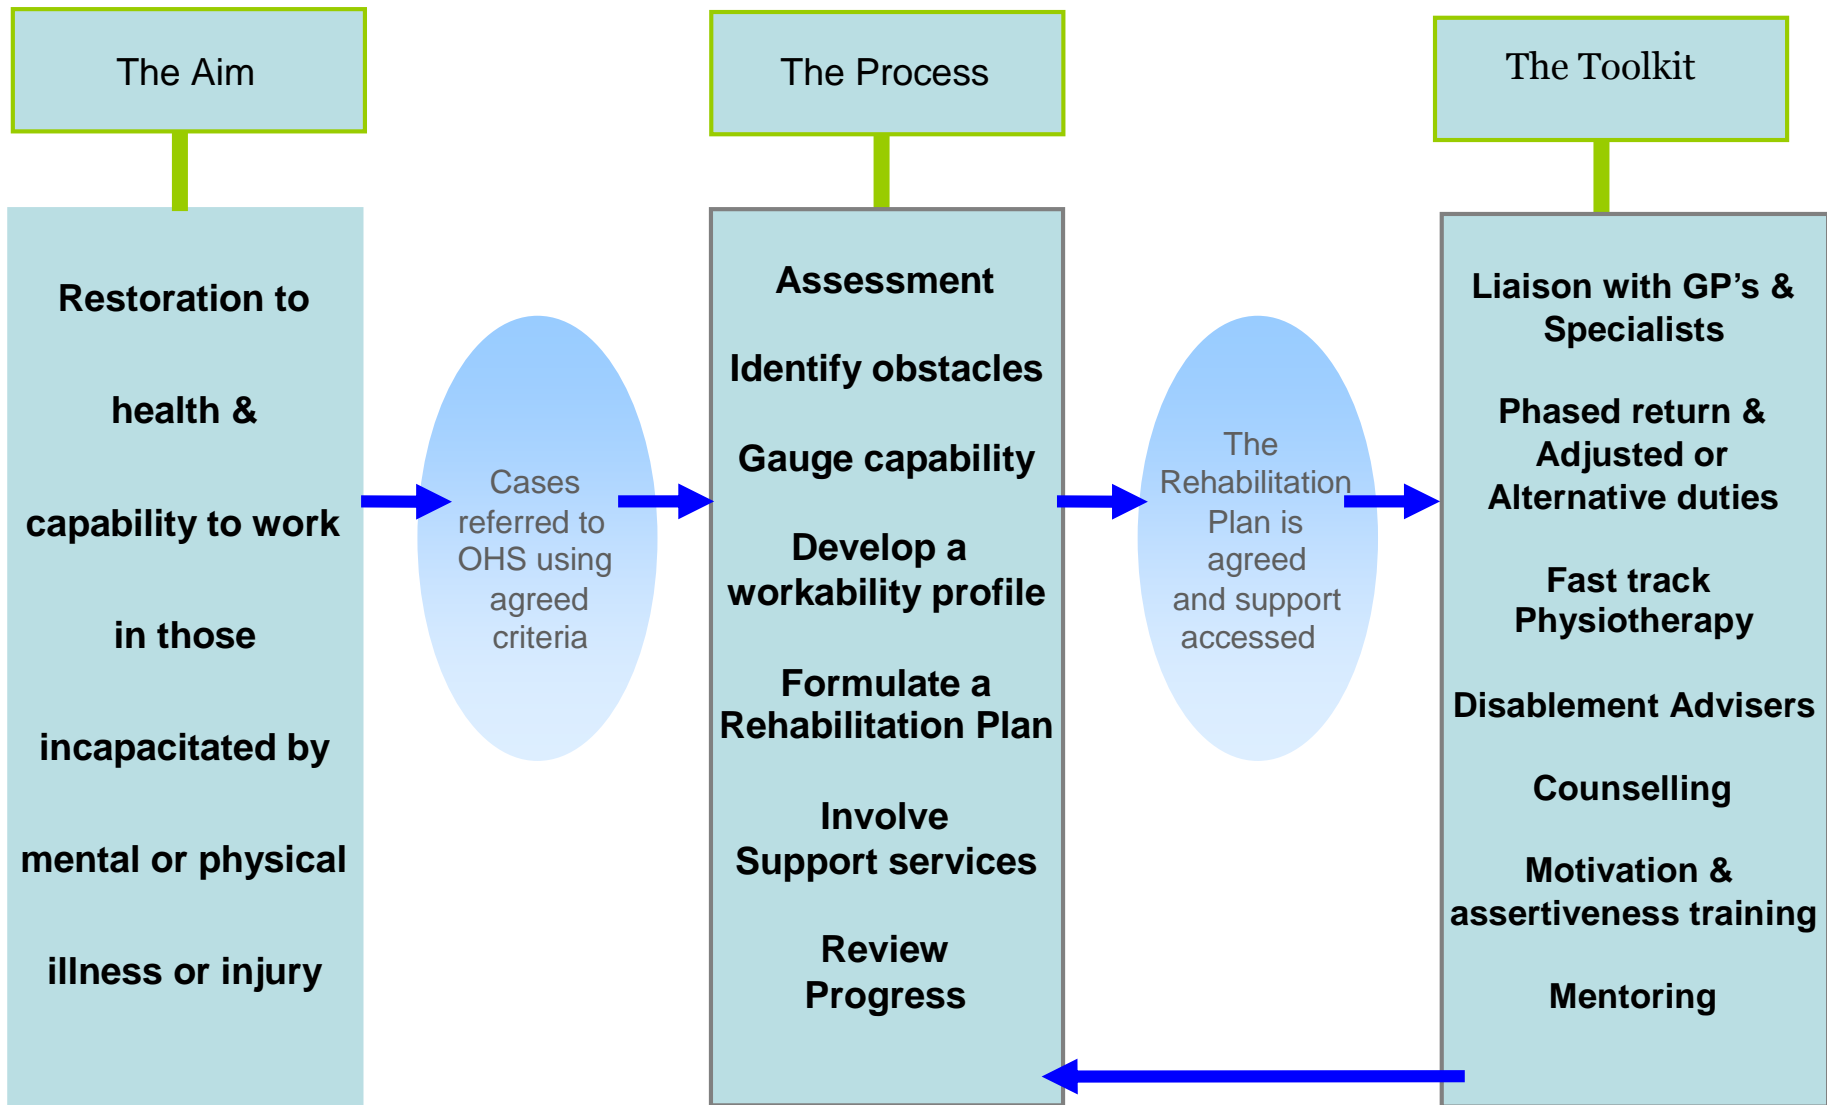 The Aim
Restoration to
health &
capability to work
in those
incapacitated by
mental or physical
illness or injury
Cases
referred to
OHS using
agreed
criteria
The Process
Assessment
Identify obstacles
Gauge capability
Develop a
workability profile
Formulate a
Rehabilitation Plan
Involve
Support services
Review
Progress
The
Rehabilitation
Plan is
agreed
and support
accessed
The Toolkit
Liaison with GP’s &
Specialists
Phased return &
Adjusted or
Alternative duties
Fast track
Physiotherapy
Disablement Advisers
Counselling
Motivation &
assertiveness training
Mentoring